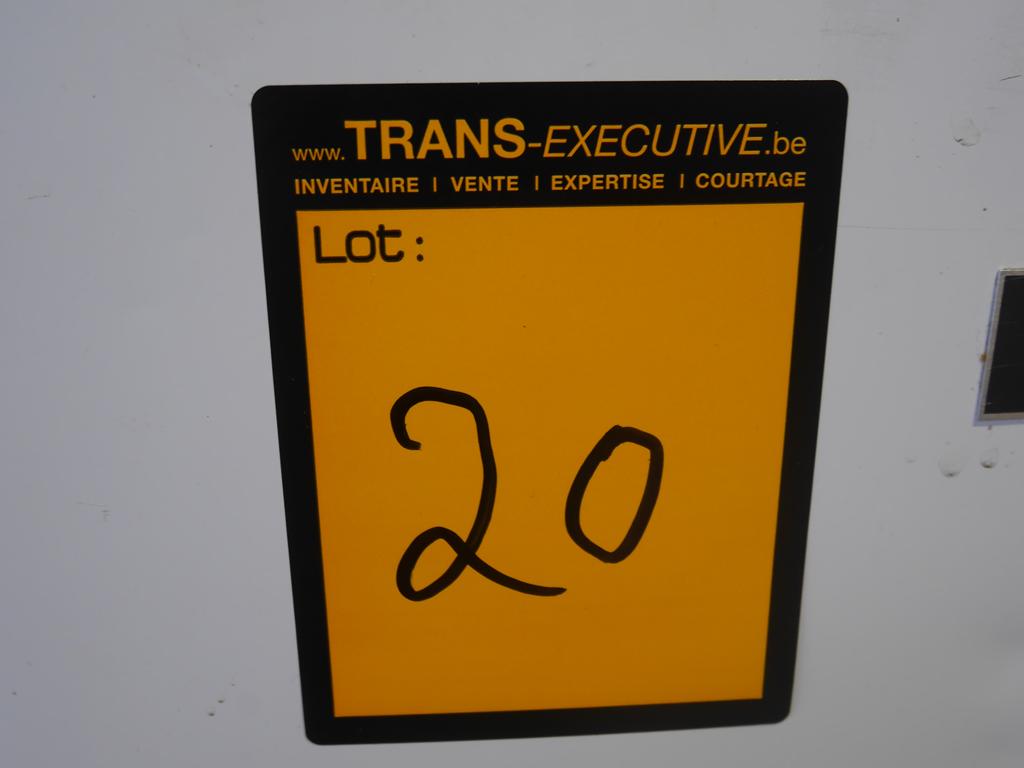 www.TRANS-EXECUTIVE.be
INVENTAIRE | VENTE | EXPERTISE | COURTAGE
Lot:
20